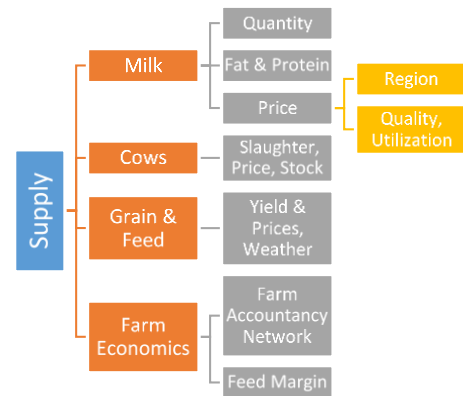 Supply
Milk
Quantity
Fat & Protein
Price
Region
Quality,
Utilization
Cows
Slaughter,
Price, Stock
Grain &
Feed
Yield &
Prices,
Weather
Farm
Economics
Farm
Accountancy
Network
Feed Margin